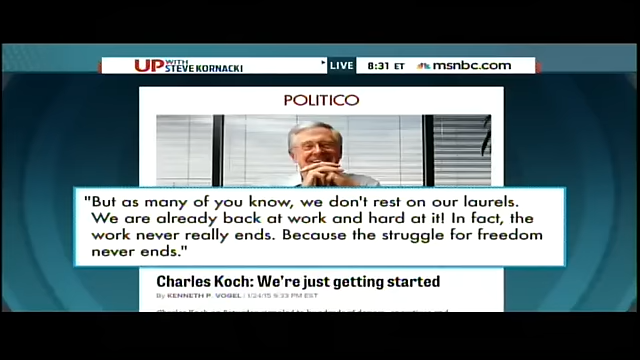 UP WITH STEVE KORNACKI
LIVE
8:31 ET
msnbc.com
POLITICO
"But as many of you know, we don't rest on our laurels.
We are already back at work and hard at it! In fact, the
work never really ends. Because the struggle for freedom
never ends."
Charles Koch: We're just getting started
By KENNETH P. VOGEL | 1/24/15 9:33 PM EST